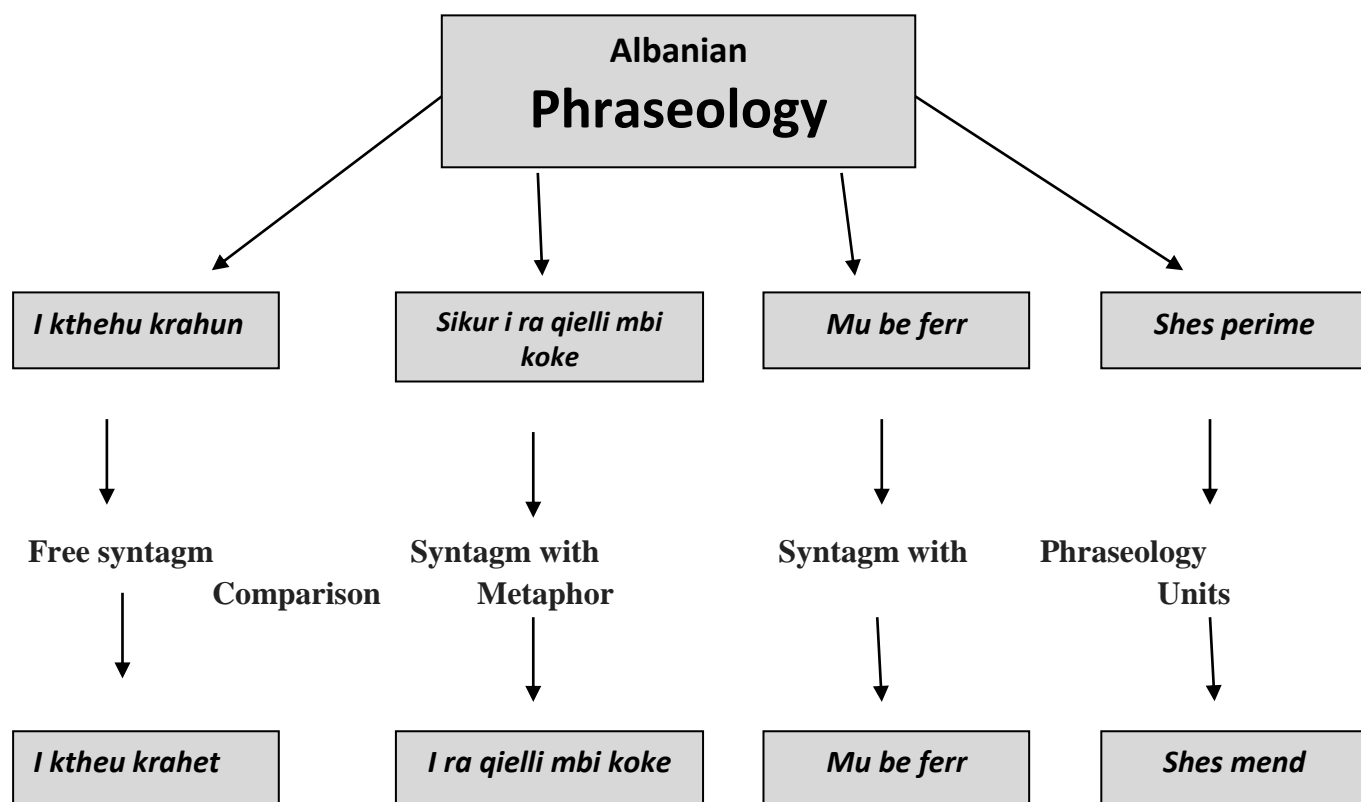 Albanian
Phraseology
I kthehu krahun
Sikur i ra qielli mbi
koke
Mu be ferr
Shes perime
Free syntagm Syntagm with Syntagm with Phraseology
Comparison Metaphor Units
I ktheu krahet
I ra qielli mbi koke
Mu be ferr
Shes mend